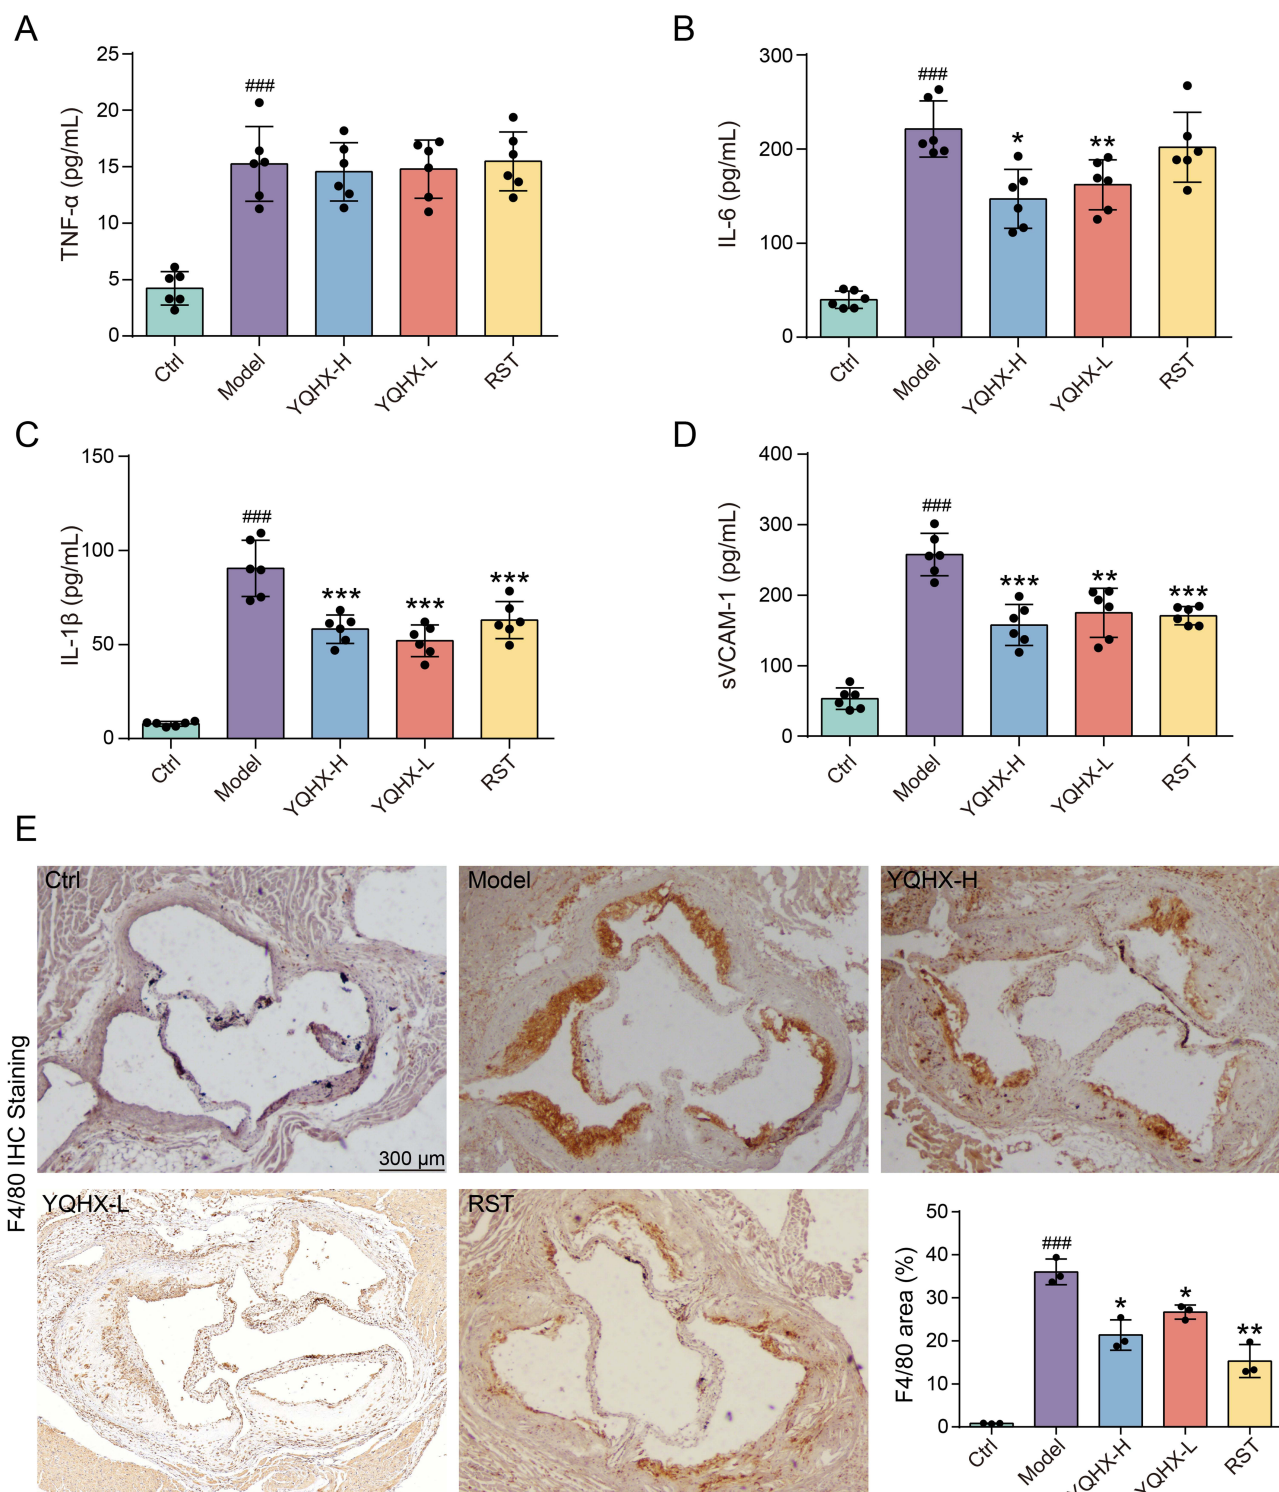 A
TNF-α (pg/mL)
25
20
15
10
5
0
###
Ctrl
Model
YQHX-H
YQHX-L
RST
B
IL-6 (pg/mL)
300
200
100
0
###
*
**
Ctrl
Model
YQHX-H
YQHX-L
RST
C
IL-1β (pg/mL)
150
100
50
0
###
***
***
***
Ctrl
Model
YQHX-H
YQHX-L
RST
D
sVCAM-1 (pg/mL)
400
300
200
100
0
###
***
**
***
Ctrl
Model
YQHX-H
YQHX-L
RST
E
F4/80 IHC Staining
Ctrl
300 μm
Model
YQHX-H
YQHX-L
RST
F4/80 area (%)
50
40
30
20
10
0
###
*
*
**
Ctrl
Model
YQHX-H
YQHX-L
RST